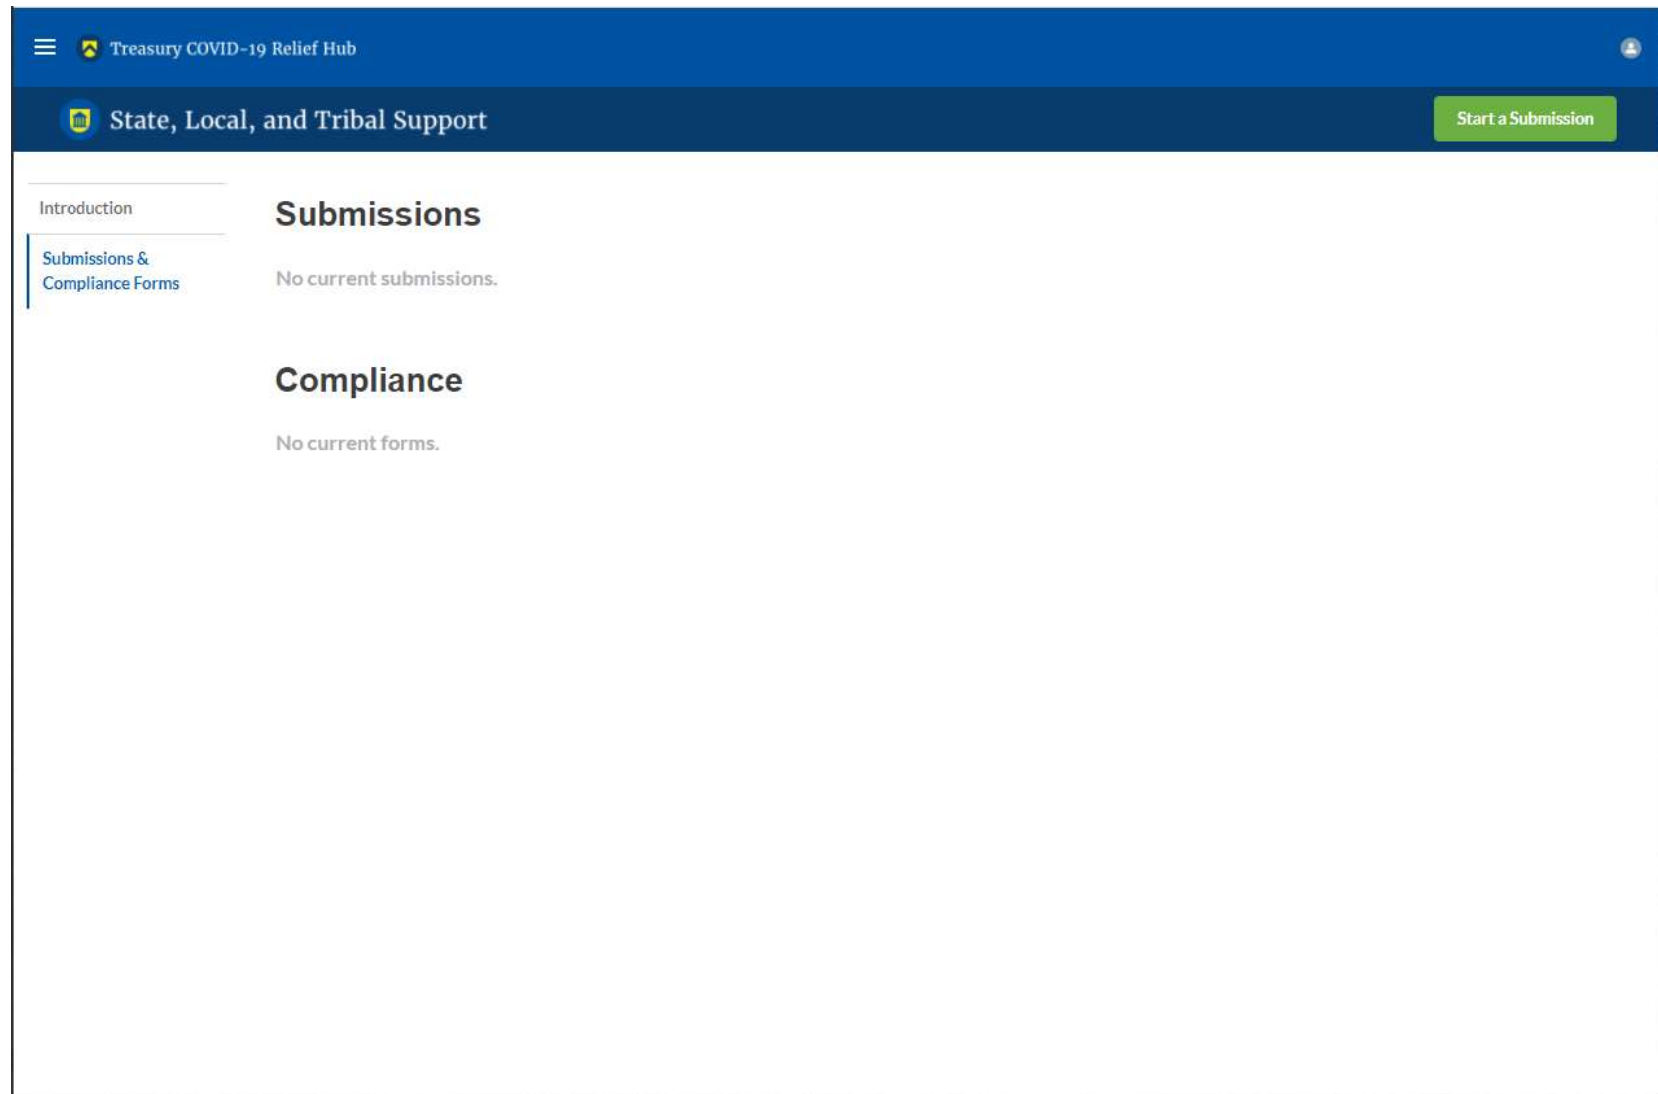 Treasury COVID-19 Relief Hub
State, Local, and Tribal Support
Start a Submission
Introduction
Submissions &
Compliance Forms
Submissions
No current submissions.
Compliance
No current forms.